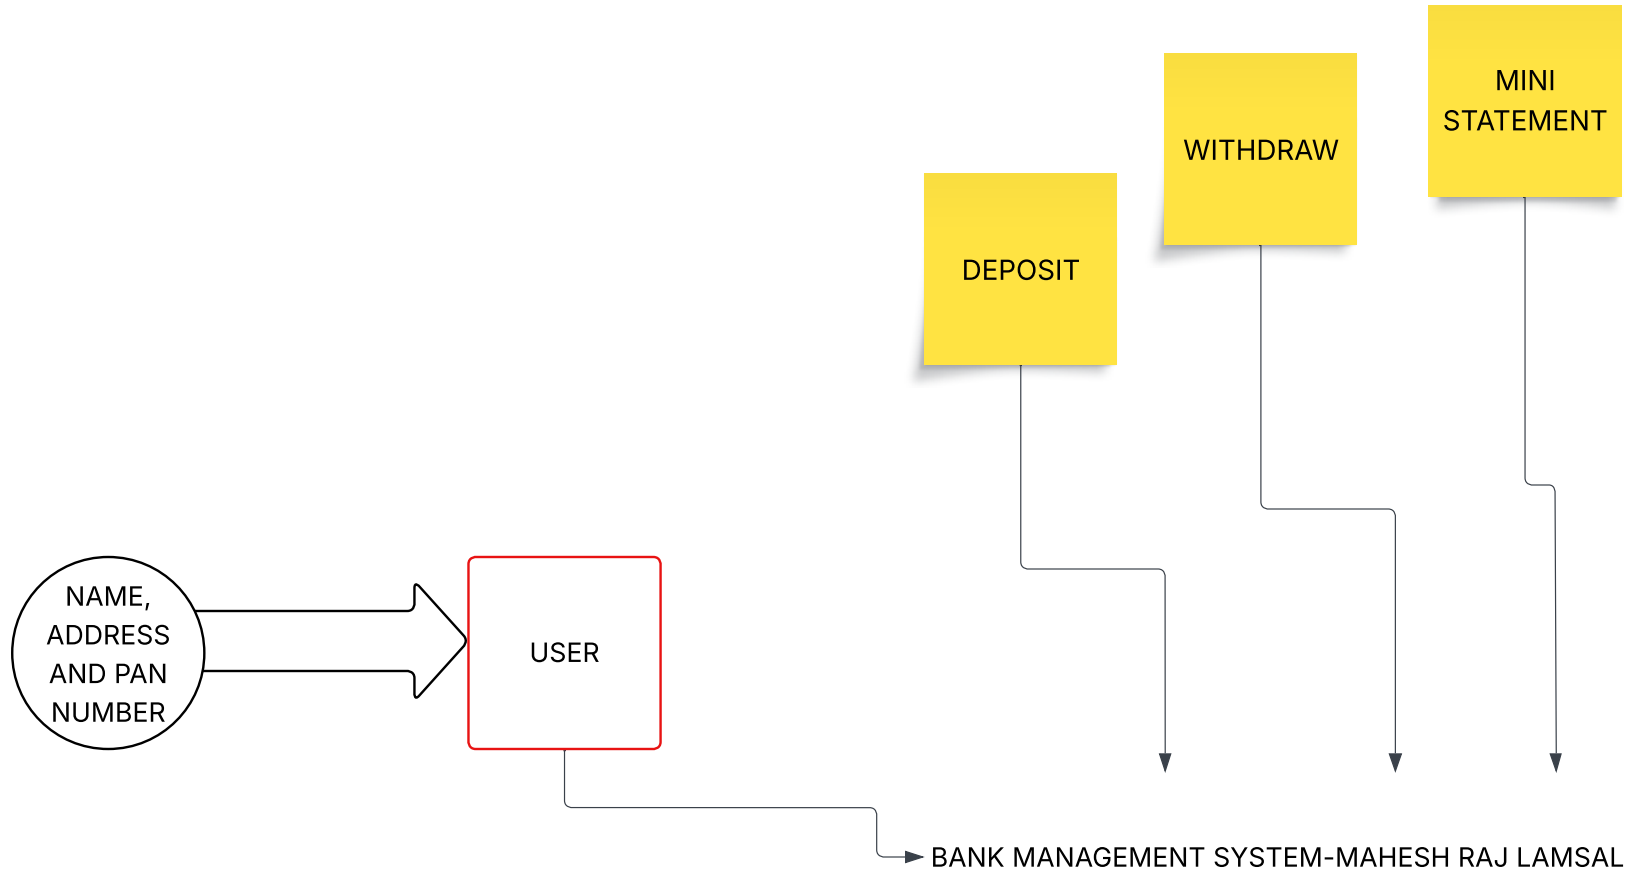 MINI
STATEMENT
WITHDRAW
DEPOSIT
NAME,
ADDRESS
AND PAN
NUMBER
USER
BANK MANAGEMENT SYSTEM-MAHESH RAJ LAMSAL